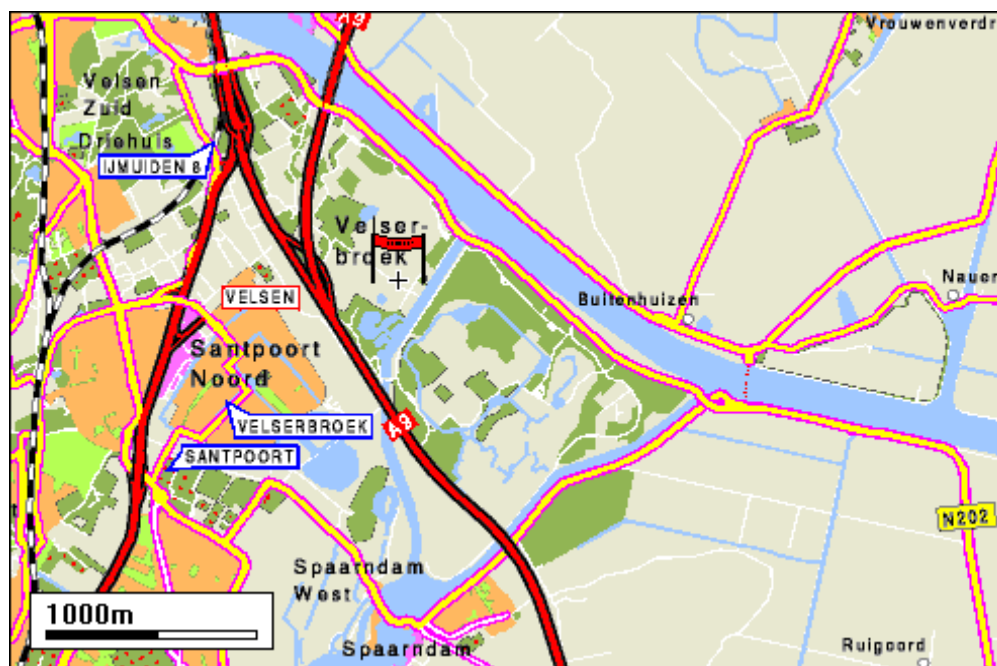 A9
Vrouwenverdr
Velsen
Zuid
Driehuis
IJMUIDEN 8
Velser-
broek
VELSEN
Nauer
Buitenhuizen
Santpoort
Noord
VELSERBROEK
A9
SANTPOORT
N202
Spaarndam
West
1000m
Spaarndam
Ruigoord